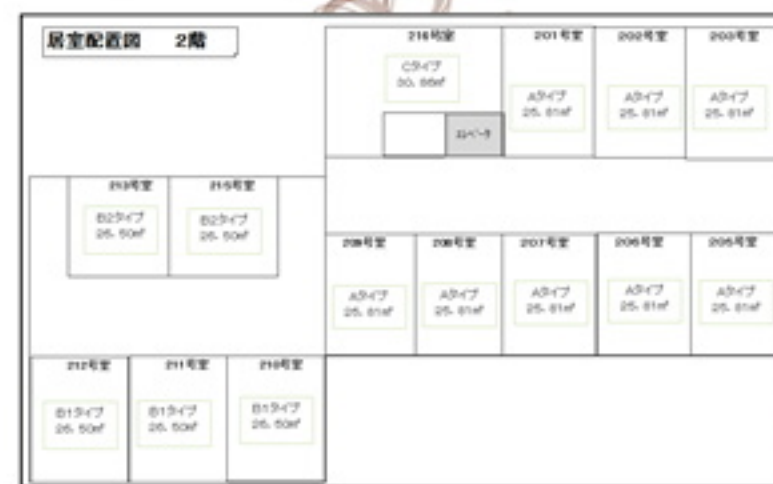 居室配置図 2階
216号室
Cタイプ
30.86㎡
エレベータ
201号室
Aタイプ
25.81㎡
202号室
Aタイプ
25.81㎡
203号室
Aタイプ
25.81㎡
213号室
B2タイプ
26.50㎡
215号室
B2タイプ
26.50㎡
209号室
Aタイプ
25.81㎡
208号室
Aタイプ
25.81㎡
207号室
Aタイプ
25.81㎡
206号室
Aタイプ
25.81㎡
205号室
Aタイプ
25.81㎡
212号室
B1タイプ
26.50㎡
211号室
B1タイプ
26.50㎡
210号室
B1タイプ
26.50㎡